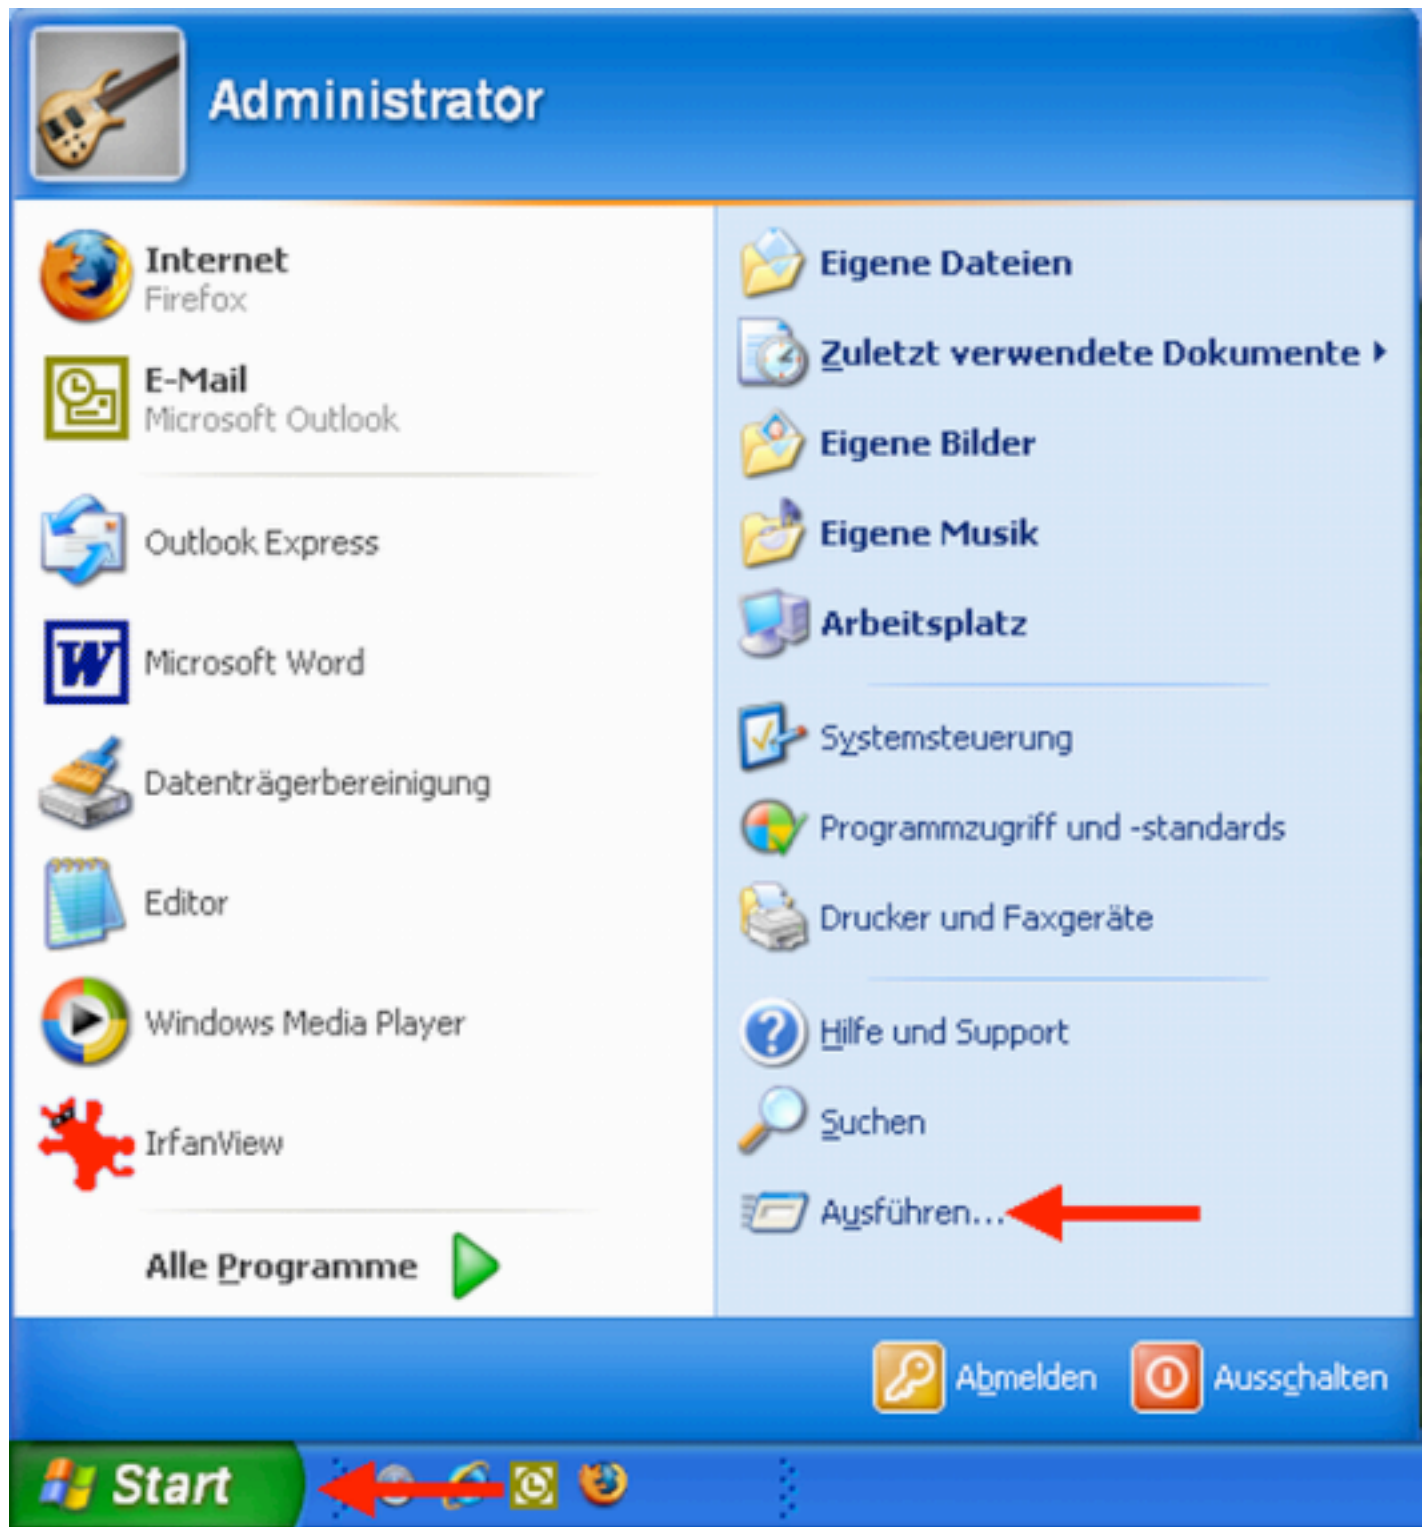 Administrator
Internet
Firefox
E-Mail
Microsoft Outlook
Outlook Express
Microsoft Word
Datenträgerbereinigung
Editor
Windows Media Player
IrfanView
Alle Programme
Eigene Dateien
Zuletzt verwendete Dokumente
Eigene Bilder
Eigene Musik
Arbeitsplatz
Systemsteuerung
Programmzugriff und -standards
Drucker und Faxgeräte
Hilfe und Support
Suchen
Ausführen...
Abmelden
Ausschalten
Start